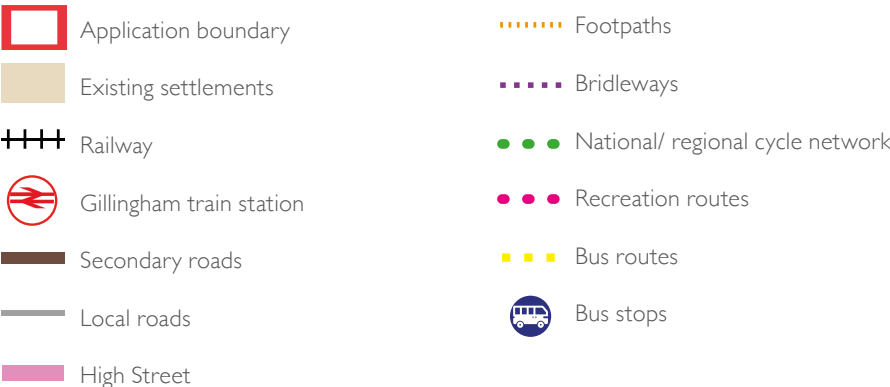 Application boundary
Existing settlements
Railway
Gillingham train station
Secondary roads
Local roads
High Street
Footpaths
Bridleways
National/ regional cycle network
Recreation routes
Bus routes
Bus stops